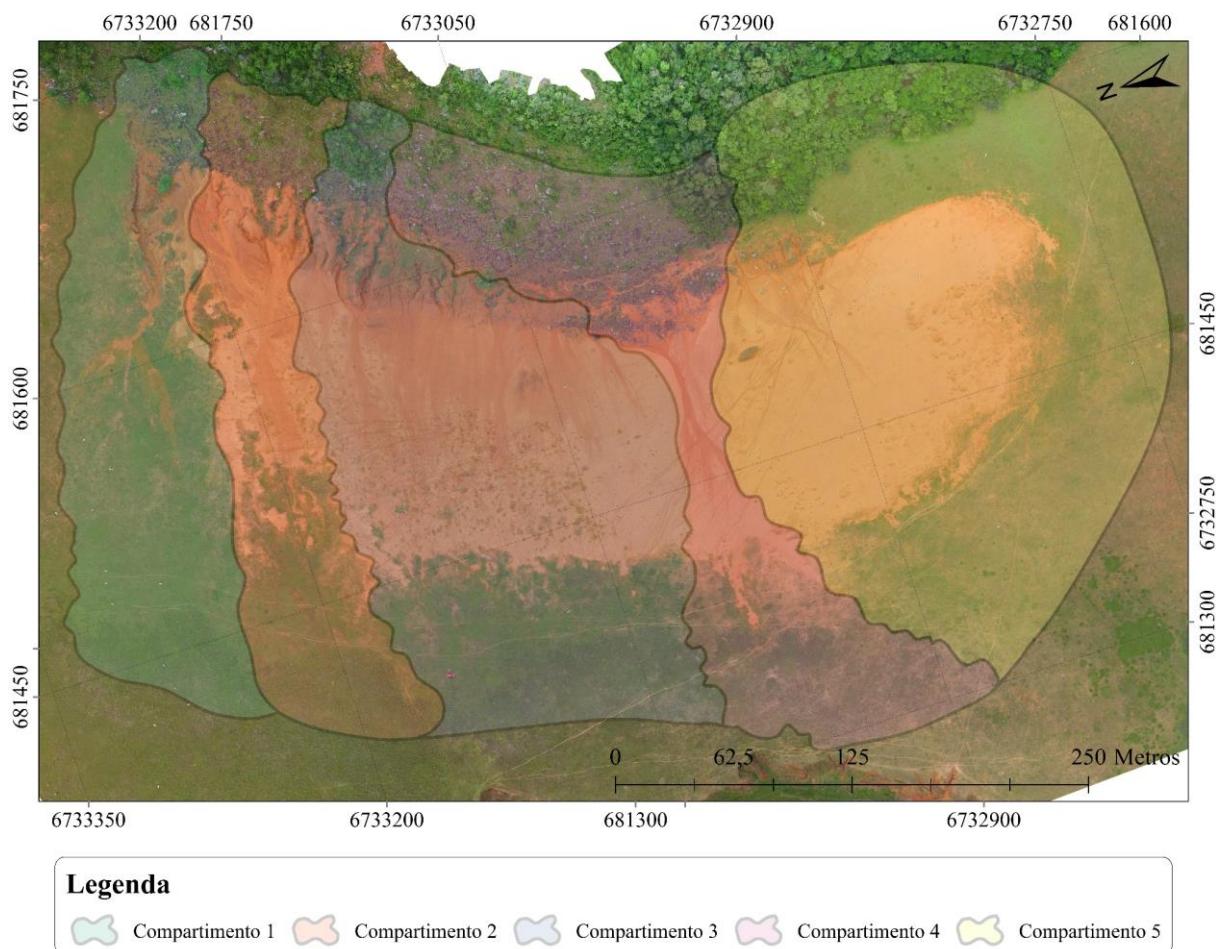 6733200 681750 6733050 6732900 6732750 681600
681750
N
681600
681450
6732750
681300
681450
0 62,5 125 250 Metros
6733350 6733200 681300 6732900
Legenda
Compartimento 1 Compartimento 2 Compartimento 3 Compartimento 4 Compartimento 5